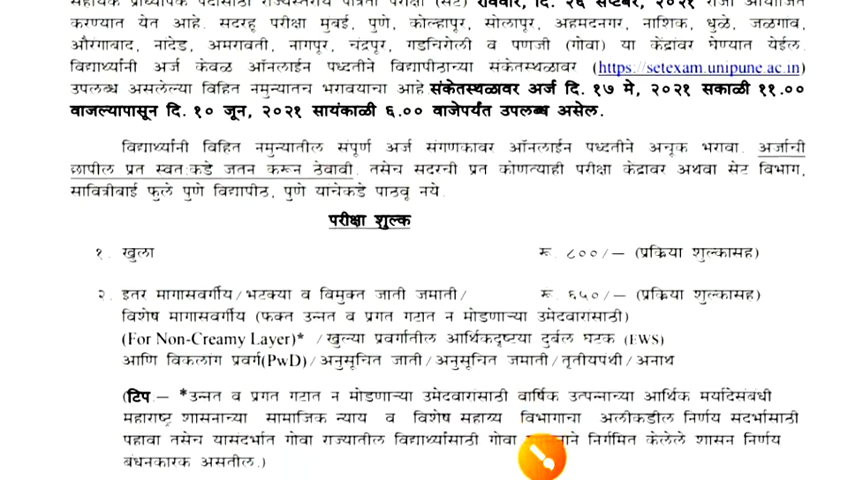 सहायक प्राध्यापक पदासाठी राज्यस्तरीय पात्रता परीक्षा (सेट) रविवार, दि. २६ सप्टेंबर, २०२१ रोजी आयोजित
करण्यात येत आहे. सदरहू परीक्षा मुंबई, पुणे, कोल्हापूर, सोलापूर, अहमदनगर, नाशिक, धुळे, जळगाव,
औरंगाबाद, नांदेड, अमरावती, नागपूर, चंद्रपूर, गडचिरोली व पणजी (गोवा) या केंद्रांवर घेण्यात येईल.
विद्यार्थ्यांनी अर्ज केवळ ऑनलाईन पध्दतीने विद्यापीठाच्या संकेतस्थळावर (https://setexam.unipune.ac.in)
उपलब्ध असलेल्या विहित नमुन्यातच भरावयाचा आहे संकेतस्थळावर अर्ज दि. १७ मे, २०२१ सकाळी ११.००
वाजल्यापासून दि. १० जून, २०२१ सायंकाळी ६.०० वाजेपर्यंत उपलब्ध असेल.
विद्यार्थ्यांनी विहित नमुन्यातील संपूर्ण अर्ज संगणकावर ऑनलाईन पध्दतीने अचूक भरावा. अर्जाची
छापील प्रत स्वत:कडे जतन करून ठेवावी. तसेच सदरची प्रत कोणत्याही परीक्षा केंद्रावर अथवा सेट विभाग,
सावित्रीबाई फुले पुणे विद्यापीठ, पुणे यांचेकडे पाठवू नये.
परीक्षा शुल्क
१. खुला रू. ८००/– (प्रक्रिया शुल्कासह)
२. इतर मागासवर्गीय/भटक्या व विमुक्त जाती जमाती/ रू. ६५०/– (प्रक्रिया शुल्कासह)
विशेष मागासवर्गीय (फक्त उन्नत व प्रगत गटात न मोडणाऱ्या उमेदवारांसाठी)
(For Non-Creamy Layer)* /खुल्या प्रवर्गातील आर्थिकदृष्टया दुर्बल घटक (EWS)
आणि विकलांग प्रवर्ग(PwD)/अनुसूचित जाती/अनुसूचित जमाती/तृतीयपंथी/अनाथ
(टिप – *उन्नत व प्रगत गटात न मोडणाऱ्या उमेदवारांसाठी वार्षिक उत्पन्नाच्या आर्थिक मर्यादेसंबंधी
महाराष्ट्र शासनाच्या सामाजिक न्याय व विशेष सहाय्य विभागाचा अलीकडील निर्णय संदर्भासाठी
पहावा तसेच यासंदर्भात गोवा राज्यातील विद्यार्थ्यांसाठी गोवा निर्गमित केलेले शासन निर्णय
बंधनकारक असतील.)